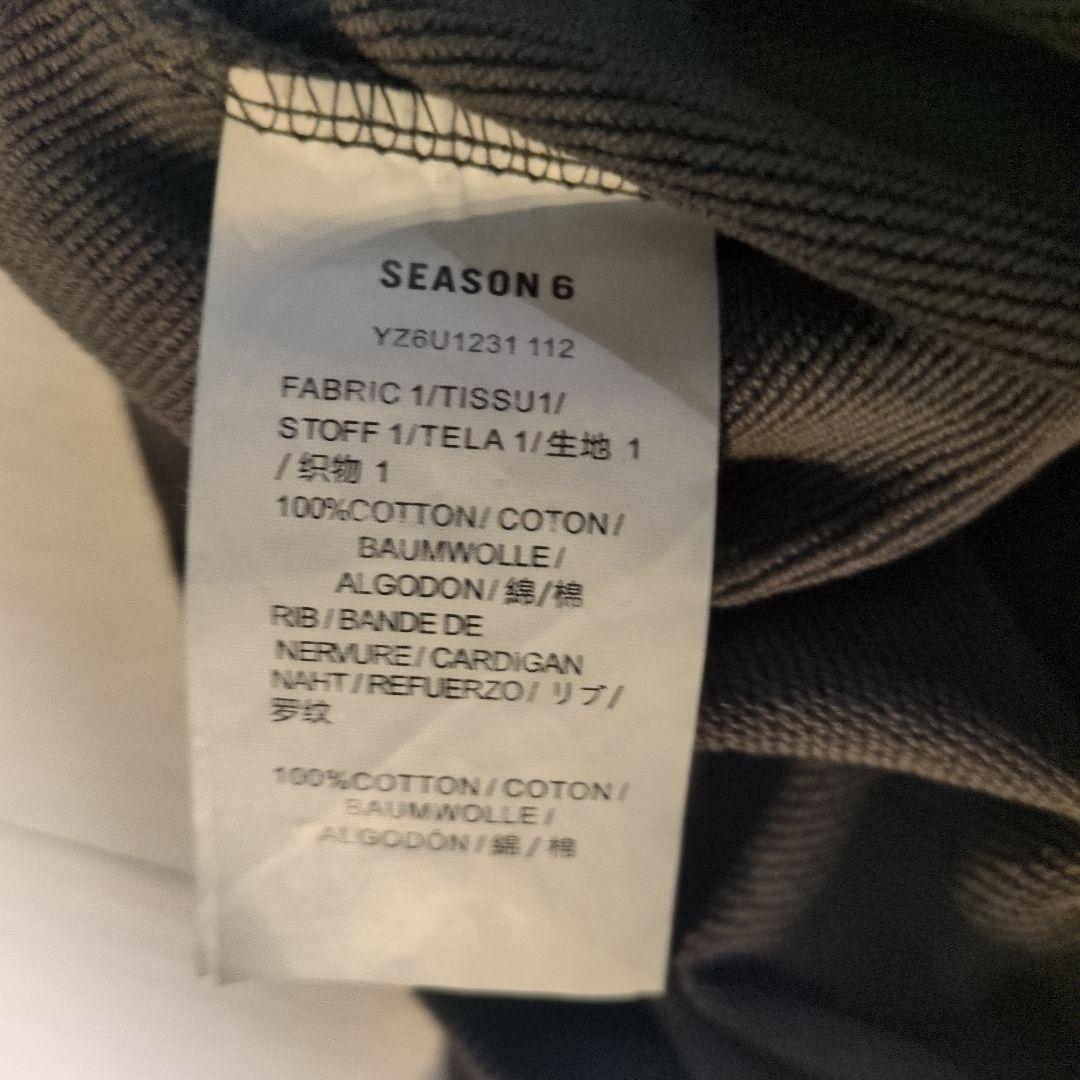 SEASON 6
YZ6U1231 112
FABRIC 1/TISSU1/
STOFF 1/TELA 1/生地 1
/ 织物 1
100%COTTON/ COTON/
BAUMWOLLE/
ALGODON/ 綿/棉
RIB/BANDE DE
NERVURE/CARDiGAN
NAHT/REFUERZO/ リブ/
罗纹
100%COTTON/COTON/
BAUMWOLLE/
ALGODÓN/綿/棉